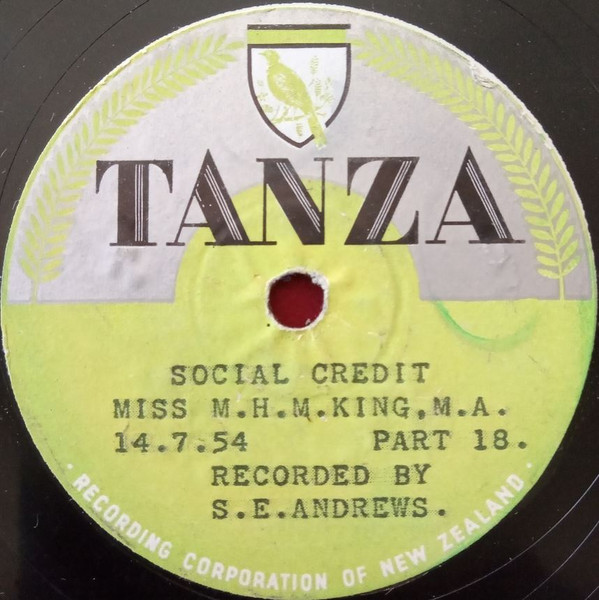 TANZA
SOCIAL CREDIT
MISS M.H.M.KING,M.A.
14.7.54 PART 18.
RECORDED BY
S.E.ANDREWS.
· RECORDING CORPORATION OF NEW ZEALAND ·